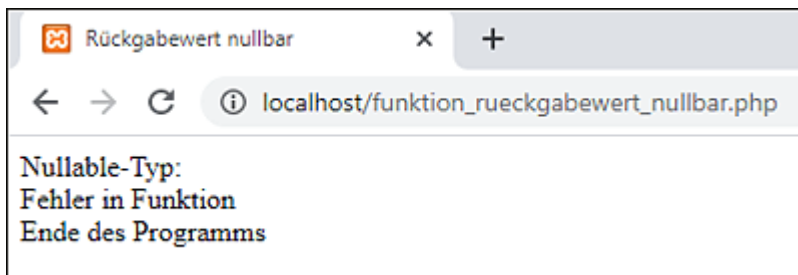 Rückgabewert nullbar
localhost/funktion_rueckgabewert_nullbar.php
Nullable-Typ:
Fehler in Funktion
Ende des Programms